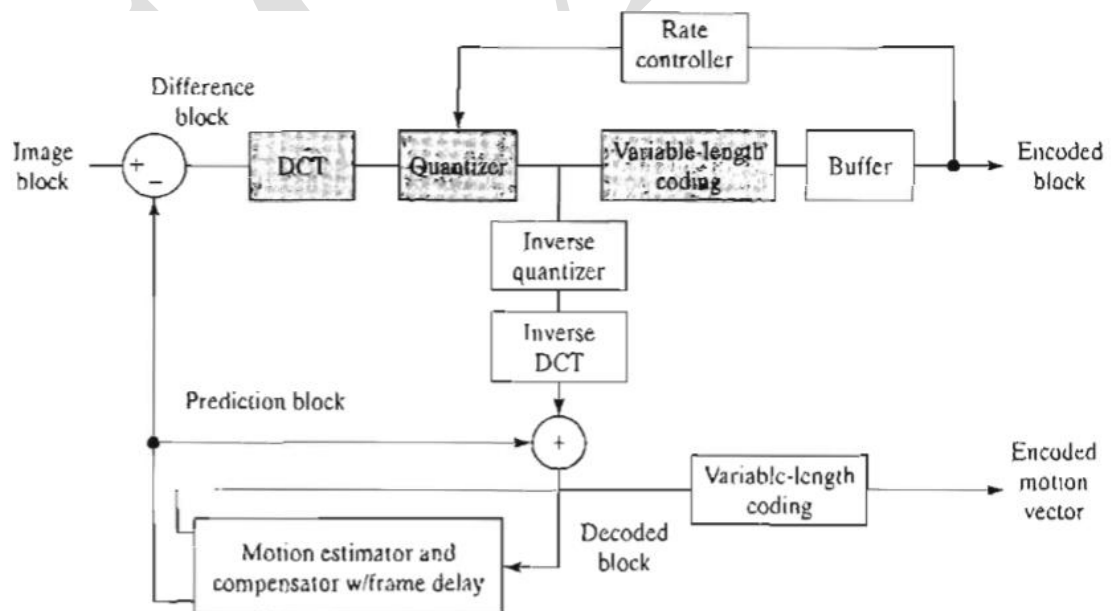 Rate
controller
Difference
block
Image
block
+
−
DCT
Quantizer
Variable-length
coding
Buffer
Encoded
block
Inverse
quantizer
Inverse
DCT
Prediction block
+
Variable-length
coding
Encoded
motion
vector
Decoded
block
Motion estimator and
compensator w/frame delay